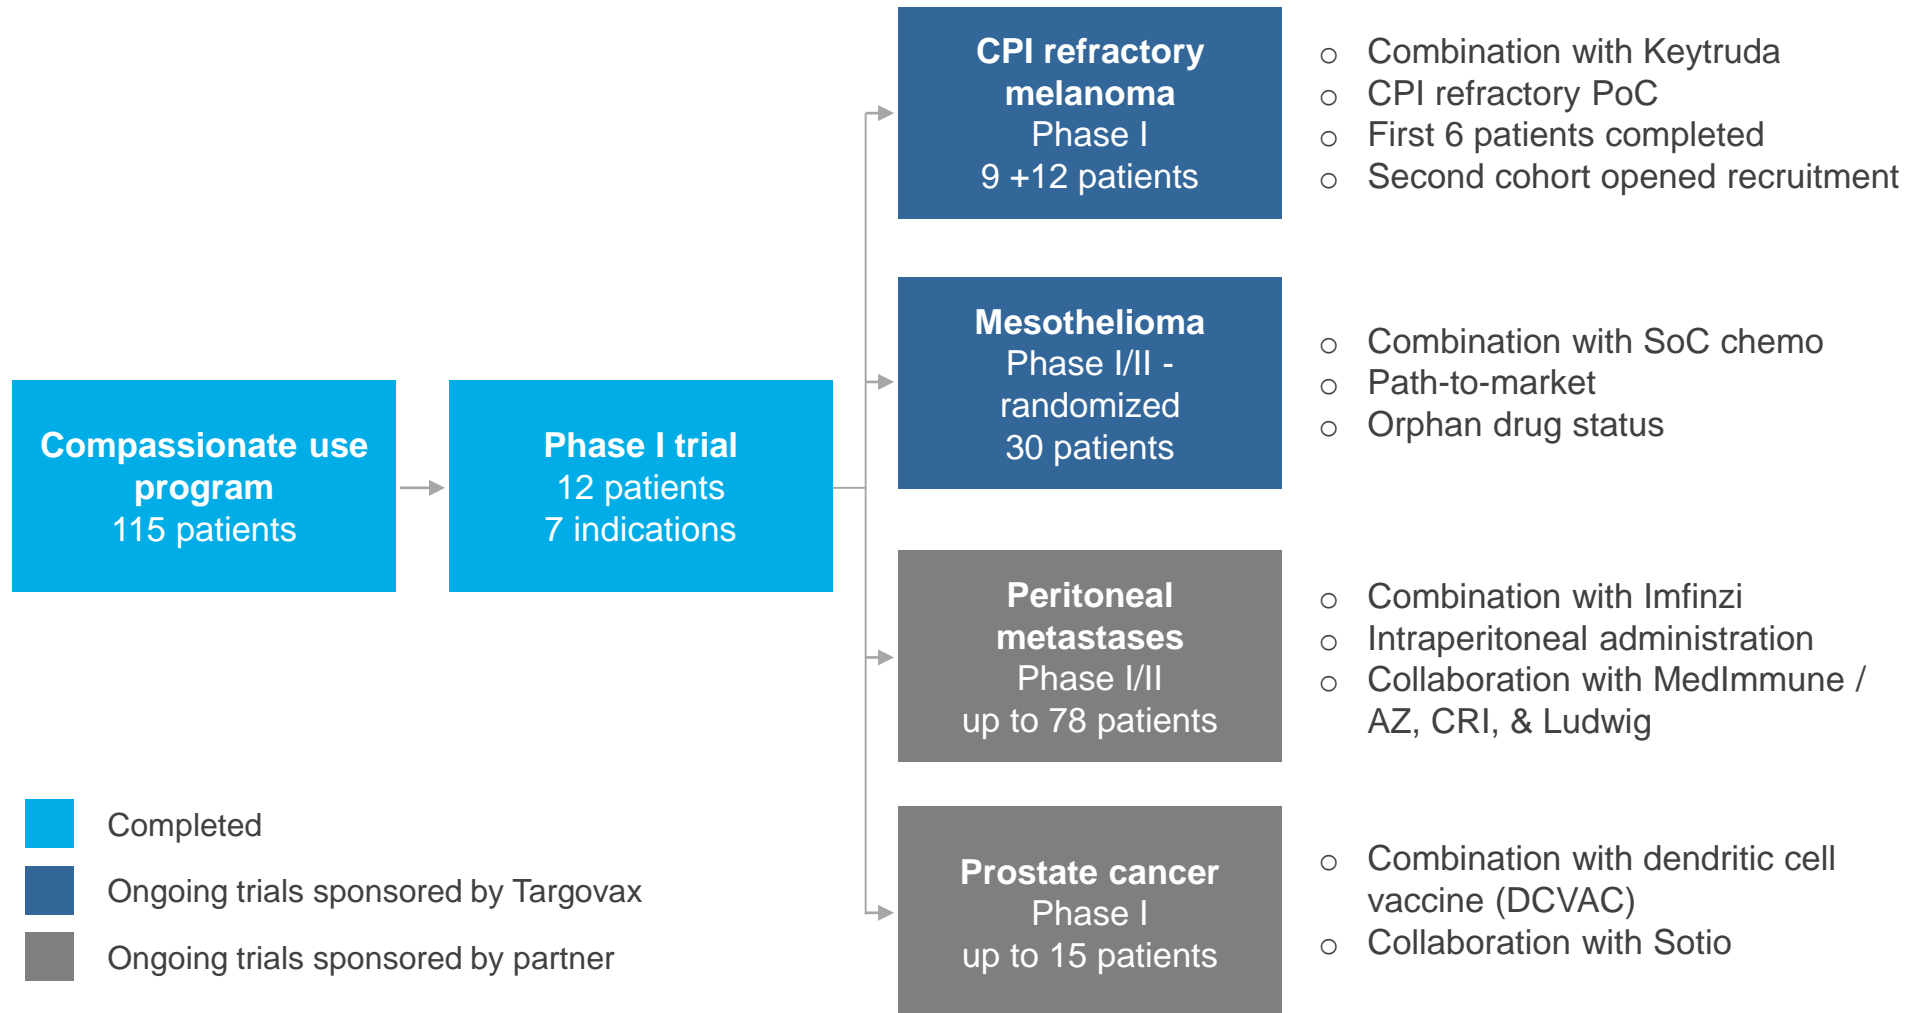 Compassionate use
program
115 patients
Phase I trial
12 patients
7 indications
CPI refractory
melanoma
Phase I
9 +12 patients
○ Combination with Keytruda
○ CPI refractory PoC
○ First 6 patients completed
○ Second cohort opened recruitment
Mesothelioma
Phase I/II -
randomized
30 patients
○ Combination with SoC chemo
○ Path-to-market
○ Orphan drug status
Peritoneal
metastases
Phase I/II
up to 78 patients
○ Combination with Imfinzi
○ Intraperitoneal administration
○ Collaboration with MedImmune /
AZ, CRI, & Ludwig
Prostate cancer
Phase I
up to 15 patients
○ Combination with dendritic cell
vaccine (DCVAC)
○ Collaboration with Sotio
Completed
Ongoing trials sponsored by Targovax
Ongoing trials sponsored by partner